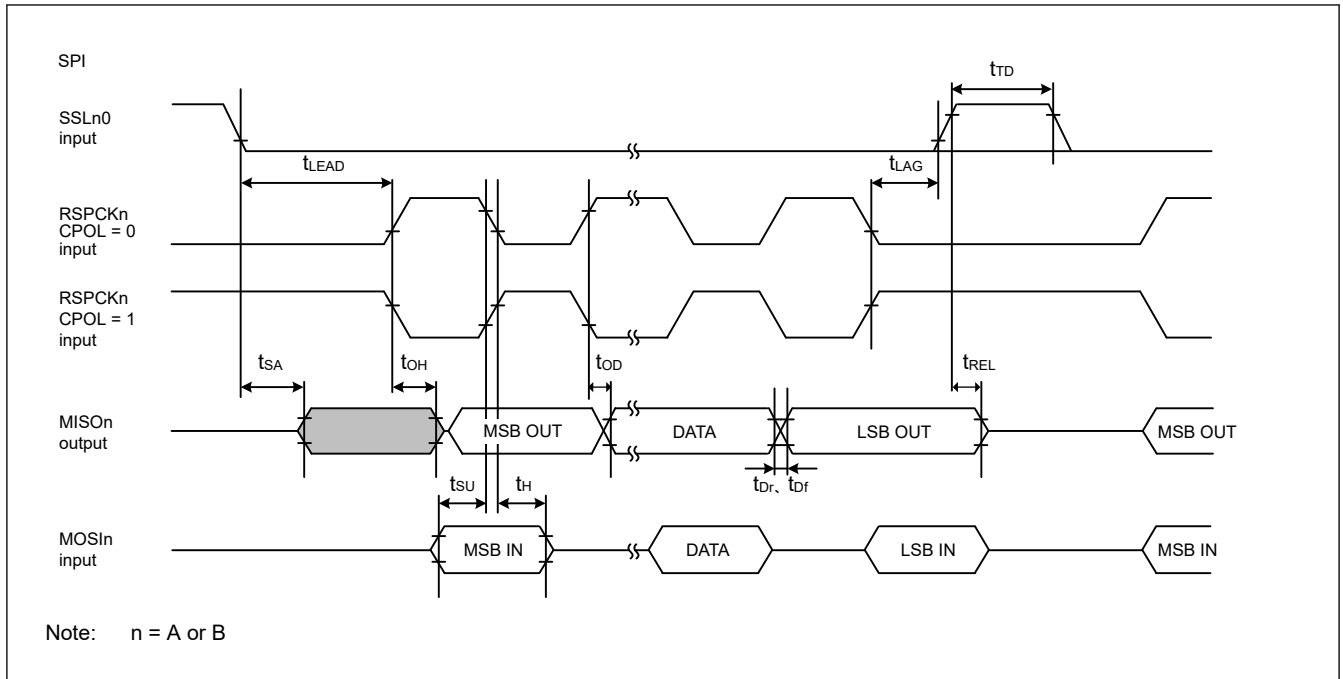 SPI
tTD
SSLn0
input
tLEAD
tLAG
RSPCKn
CPOL = 0
input
RSPCKn
CPOL = 1
input
tSA
tOH
tOD
tREL
MISOn
output
MSB OUT
DATA
LSB OUT
MSB OUT
tSU
tH
tDr、tDf
MOSIn
input
MSB IN
DATA
LSB IN
MSB IN
Note: n = A or B